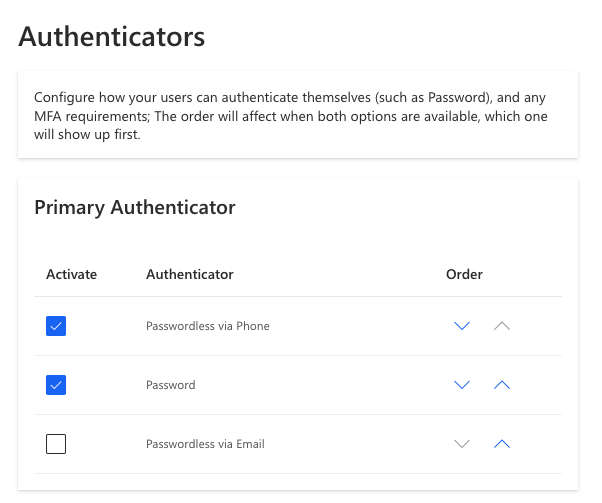 Authenticators
Configure how your users can authenticate themselves (such as Password), and any
MFA requirements; The order will affect when both options are available, which one
will show up first.
Primary Authenticator
Activate Authenticator Order
Passwordless via Phone
Password
Passwordless via Email